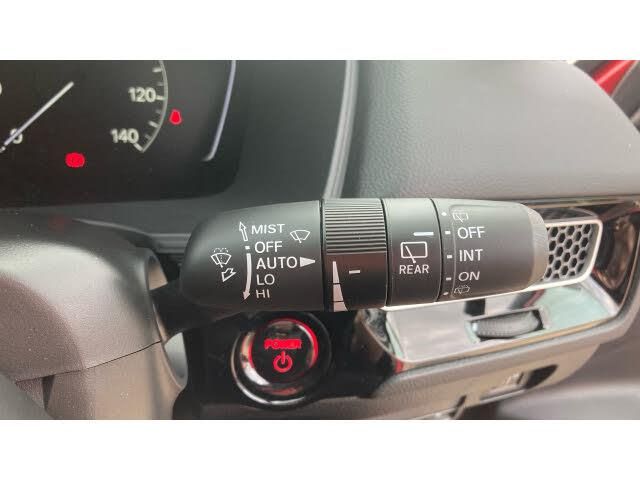 120
140
MIST
OFF
AUTO
LO
HI
REAR
OFF
INT
ON
POWER